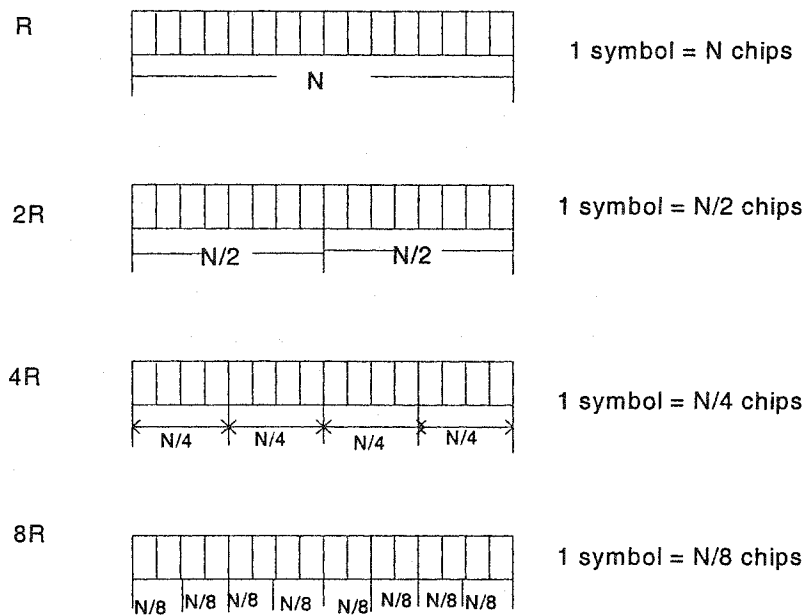 R
1 symbol = N chips
N
2R
1 symbol = N/2 chips
N/2 N/2
4R
1 symbol = N/4 chips
N/4 N/4 N/4 N/4
8R
1 symbol = N/8 chips
N/8 N/8 N/8 N/8 N/8 N/8 N/8 N/8